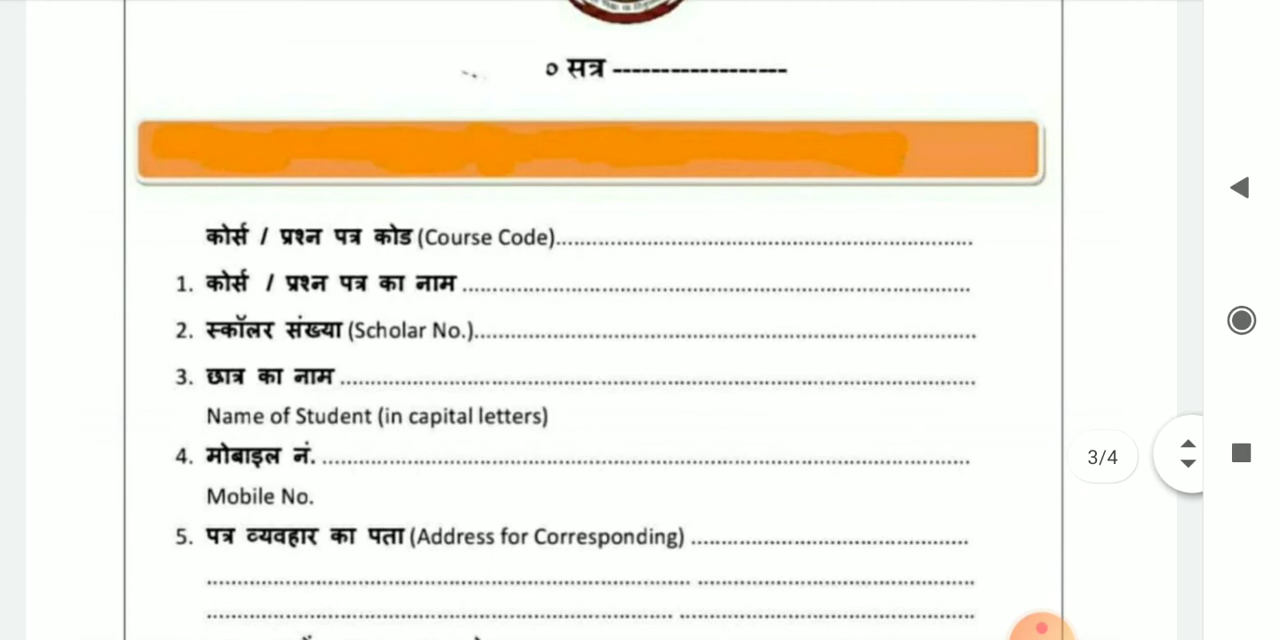 ० सत्र -------------------
कोर्स / प्रश्न पत्र कोड (Course Code)......................................................................
1. कोर्स / प्रश्न पत्र का नाम .....................................................................................
2. स्कॉलर संख्या (Scholar No.)....................................................................................
3. छात्र का नाम ..........................................................................................................
Name of Student (in capital letters)
4. मोबाइल नं. .............................................................................................................
Mobile No.
3/4
5. पत्र व्यवहार का पता (Address for Corresponding) ..............................................
................................................................................. ..............................................
.............................................................................. .................................................